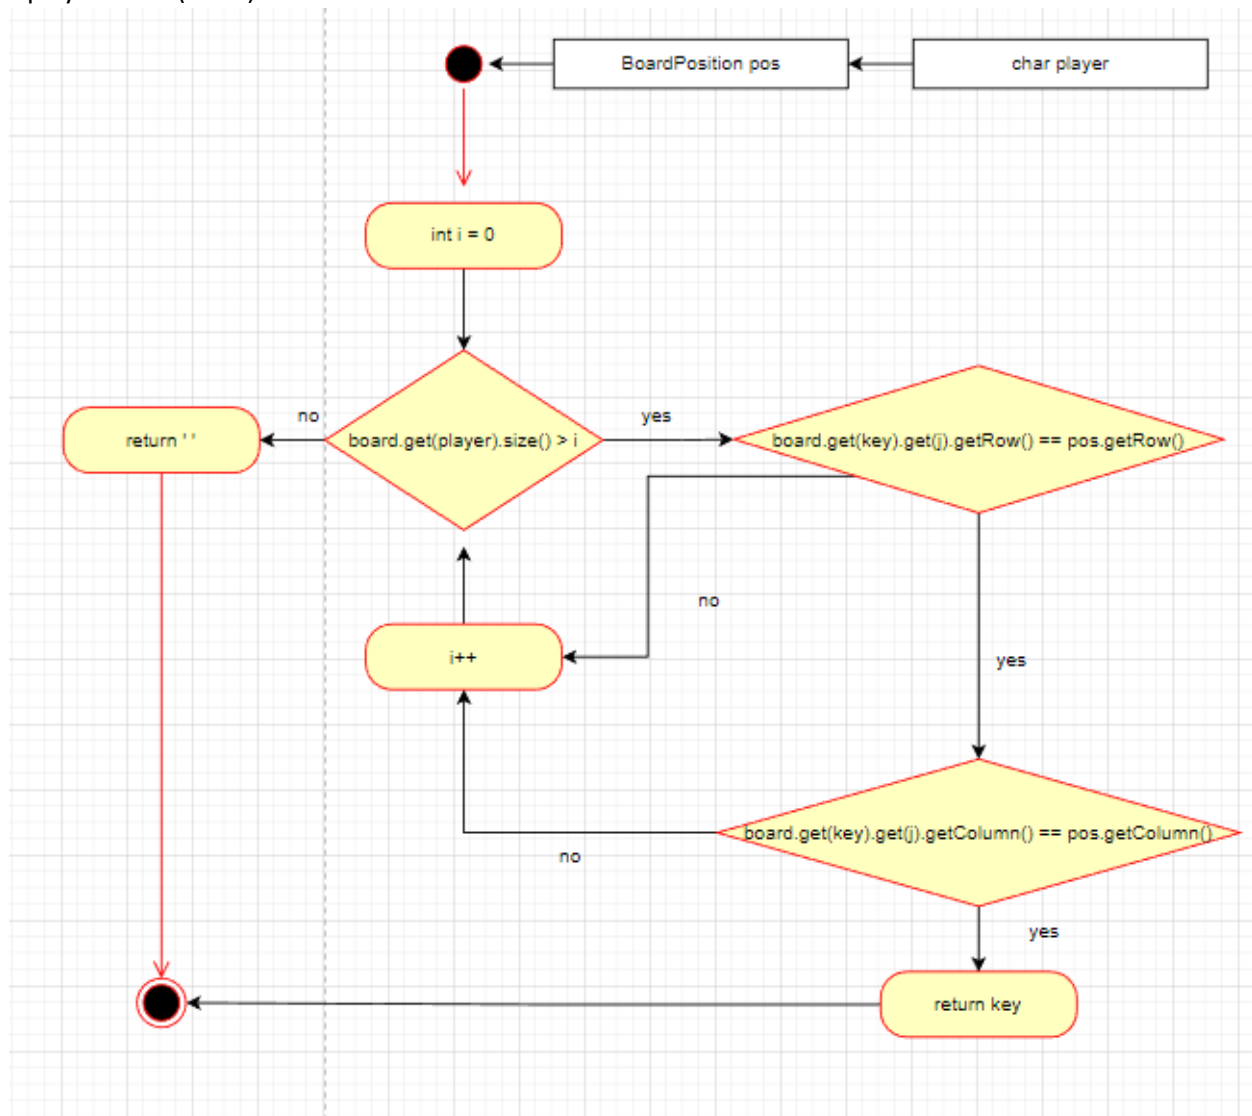 BoardPosition pos
char player
int i = 0
no
yes
return ' '
board.get(player).size() > i
board.get(key).get(j).getRow() == pos.getRow()
no
i++
yes
board.get(key).get(j).getColumn() == pos.getColumn()
no
yes
return key